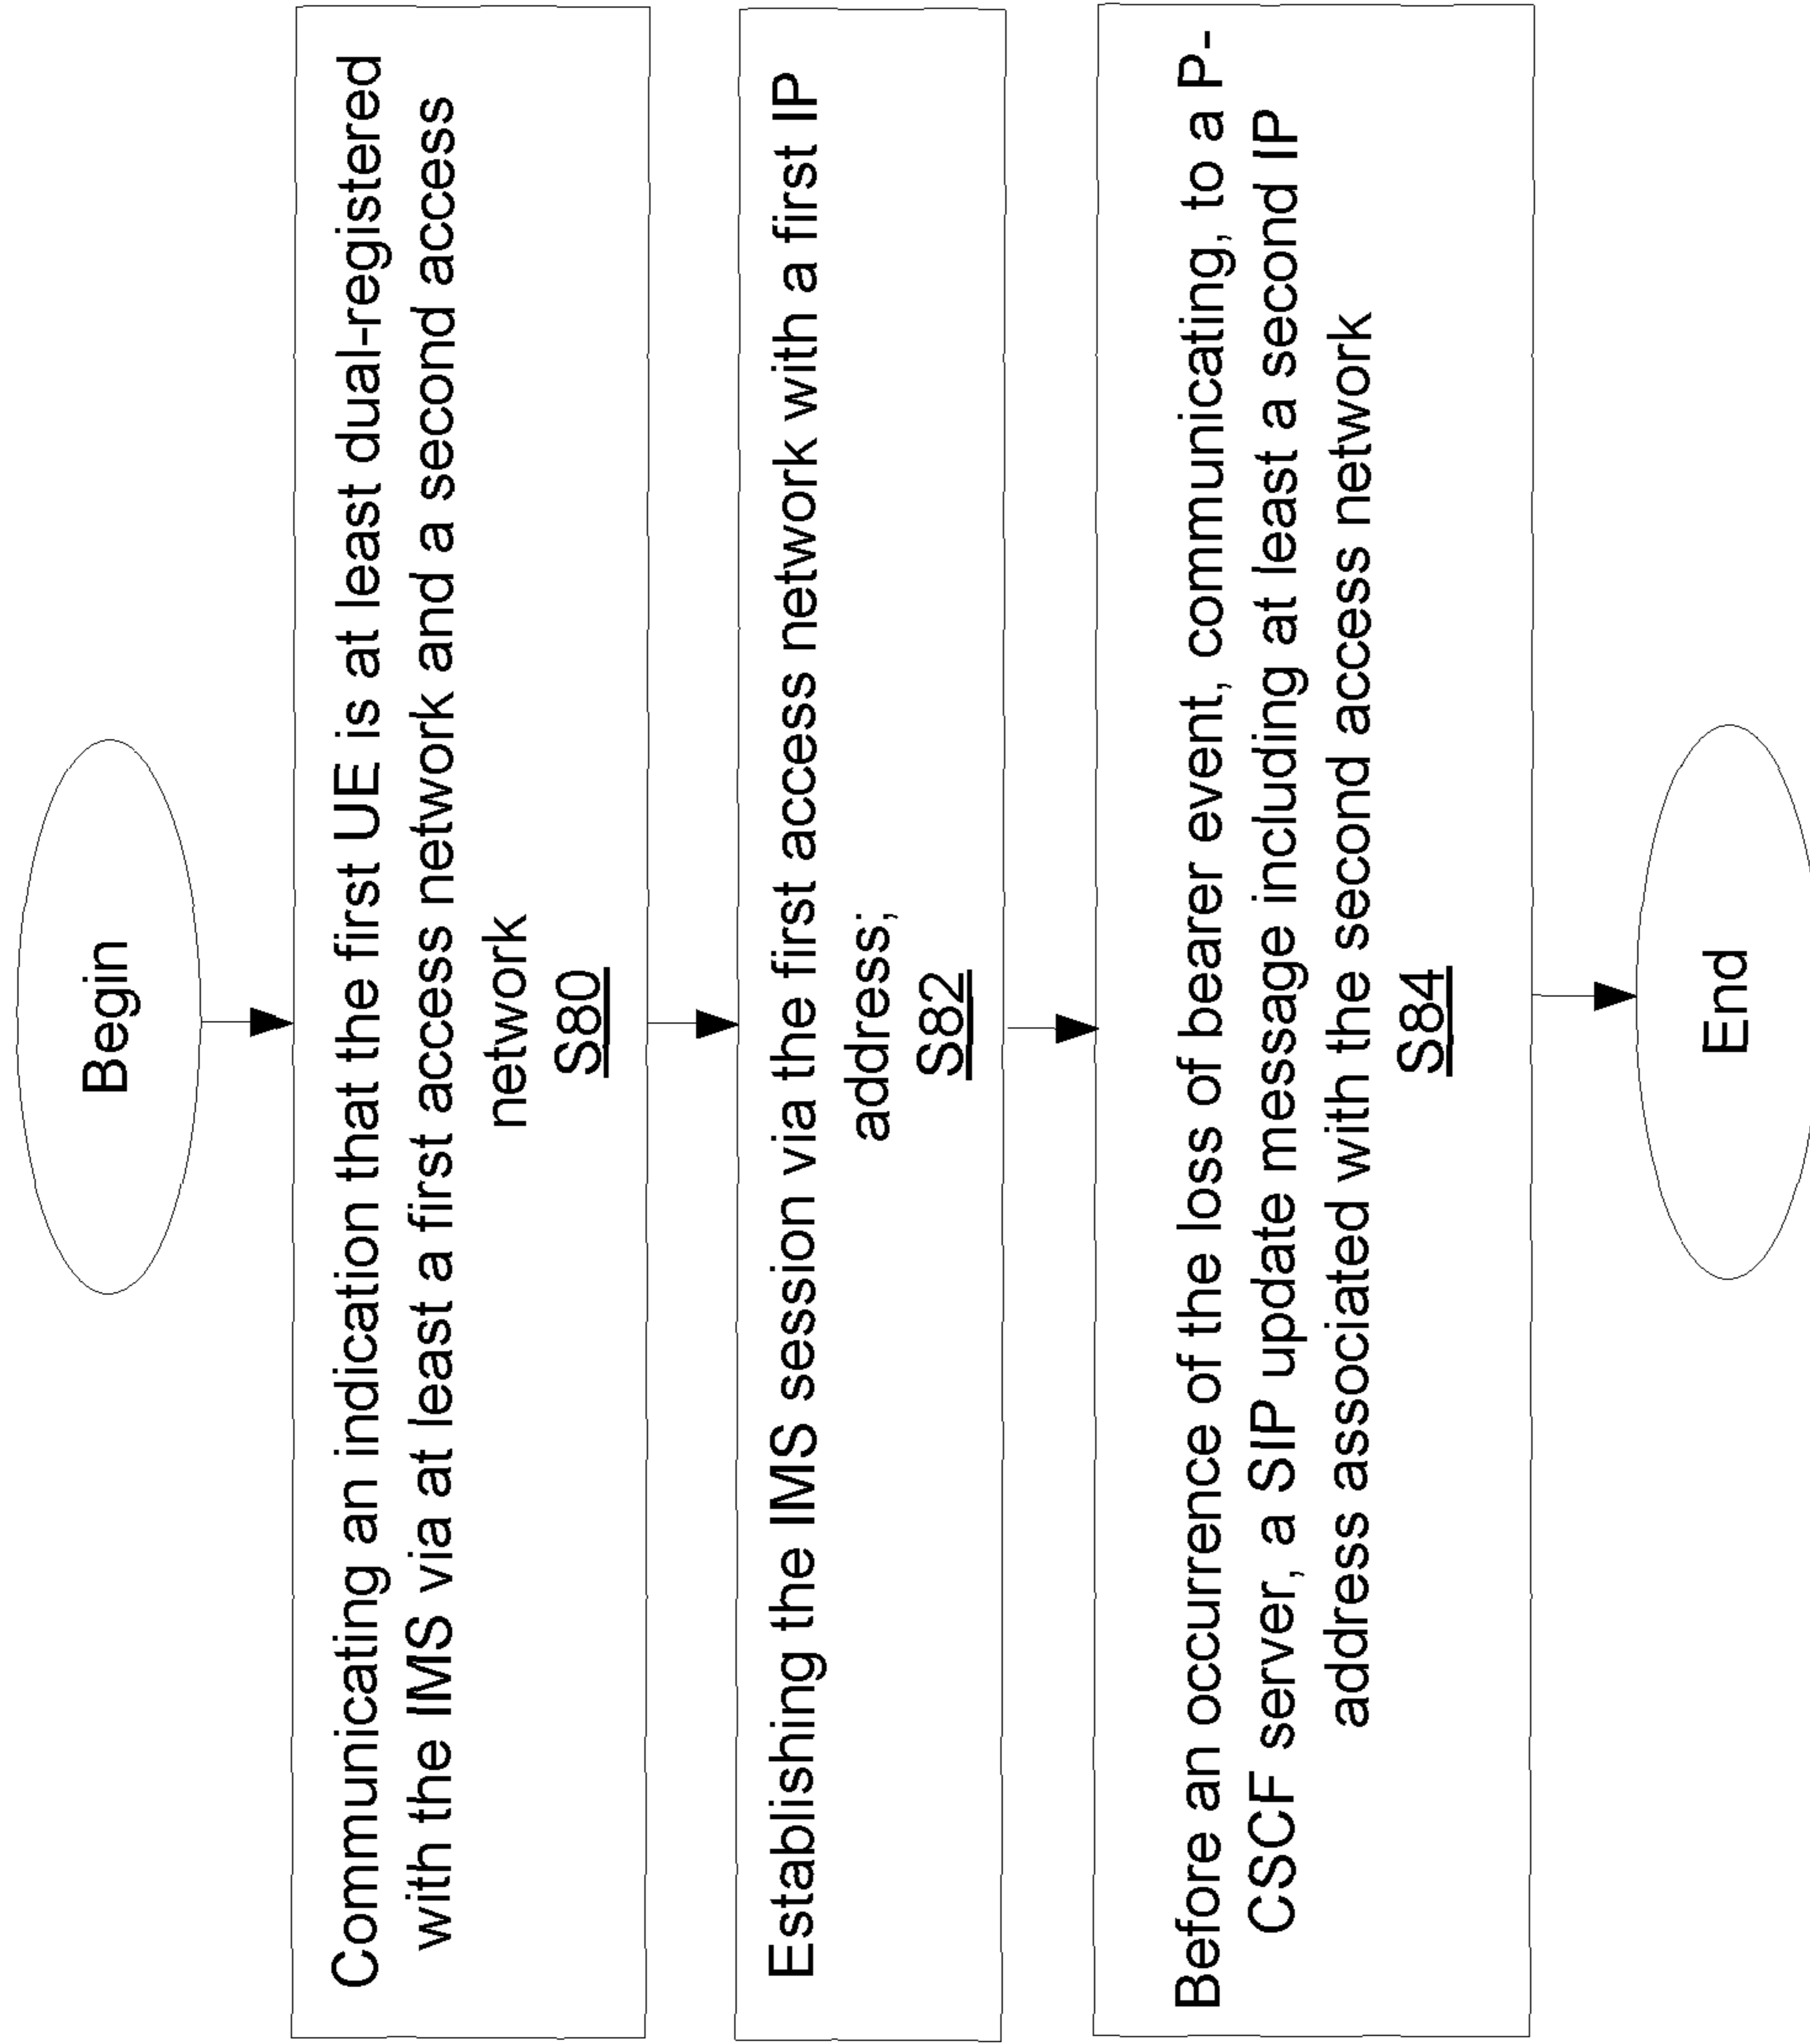 Begin
Communicating an indication that the first UE is at least dual-registered
with the IMS via at least a first access network and a second access
network
S80
Establishing the IMS session via the first access network with a first IP
address;
S82
Before an occurrence of the loss of bearer event, communicating, to a P-
CSCF server, a SIP update message including at least a second IP
address associated with the second access network
S84
End